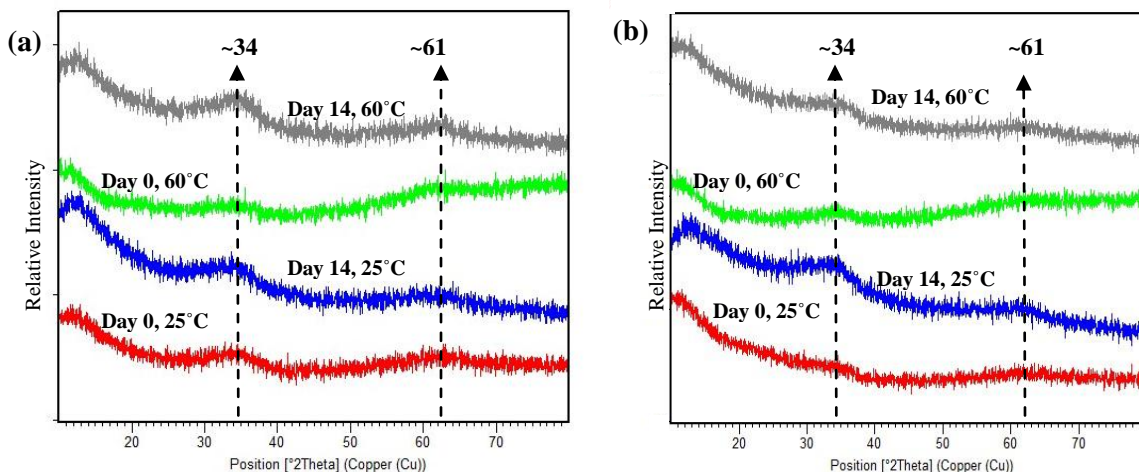 (a)
~34
~61
Day 14, 60˚C
Day 0, 60˚C
Day 14, 25˚C
Day 0, 25˚C
Relative Intensity
20 30 40 50 60 70
Position [°2Theta] (Copper (Cu))
(b)
~34
~61
Day 14, 60˚C
Day 0, 60˚C
Day 14, 25˚C
Day 0, 25˚C
Relative Intensity
20 30 40 50 60 70
Position [°2Theta] (Copper (Cu))